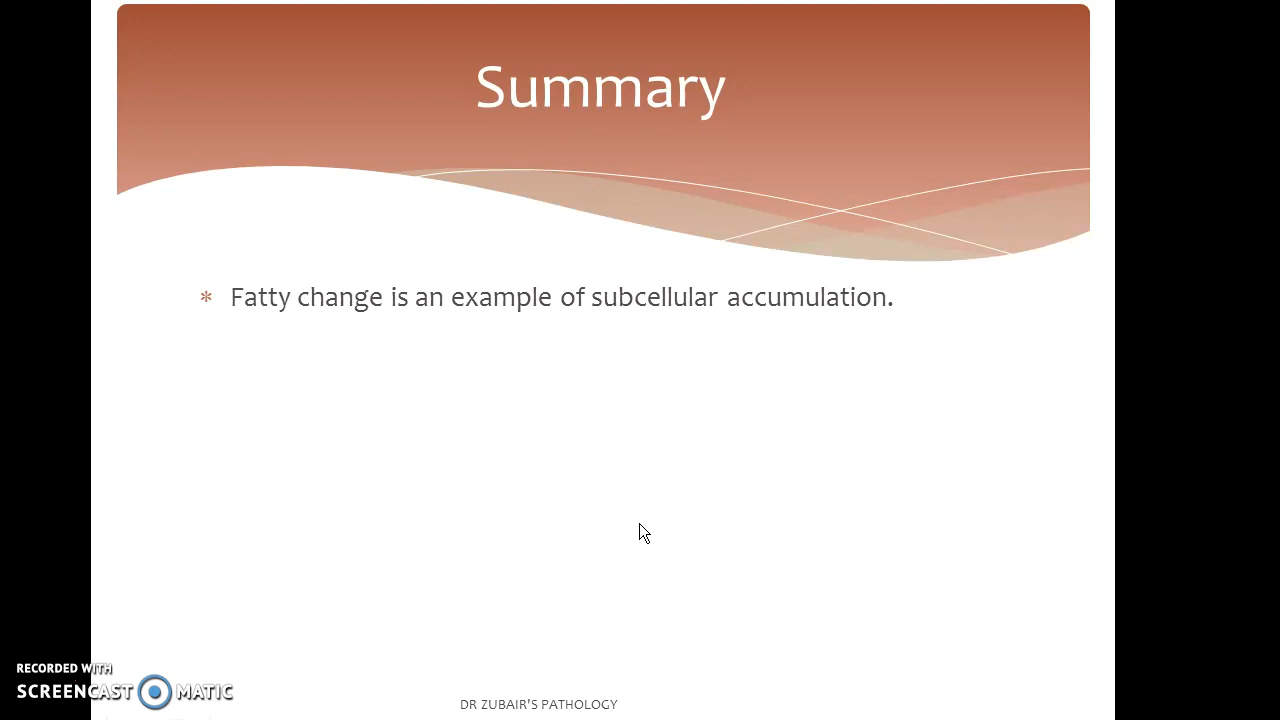 Summary
* Fatty change is an example of subcellular accumulation.
RECORDED WITH
SCREENCAST MATIC
DR ZUBAIR'S PATHOLOGY